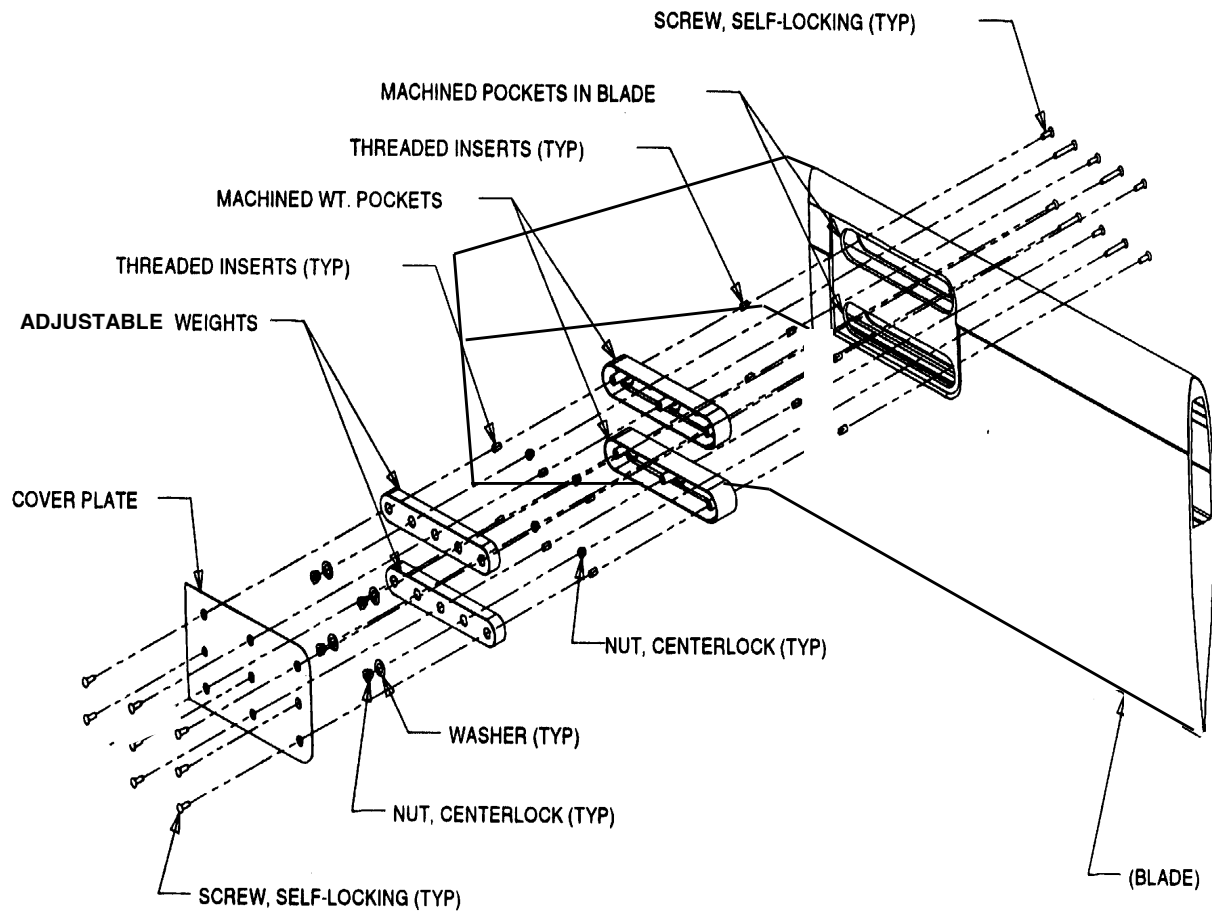 SCREW, SELF-LOCKING (TYP)
MACHINED POCKETS IN BLADE
THREADED INSERTS (TYP)
MACHINED WT. POCKETS
THREADED INSERTS (TYP)
ADJUSTABLE WEIGHTS
COVER PLATE
NUT, CENTERLOCK (TYP)
WASHER (TYP)
NUT, CENTERLOCK (TYP)
(BLADE)
SCREW, SELF-LOCKING (TYP)